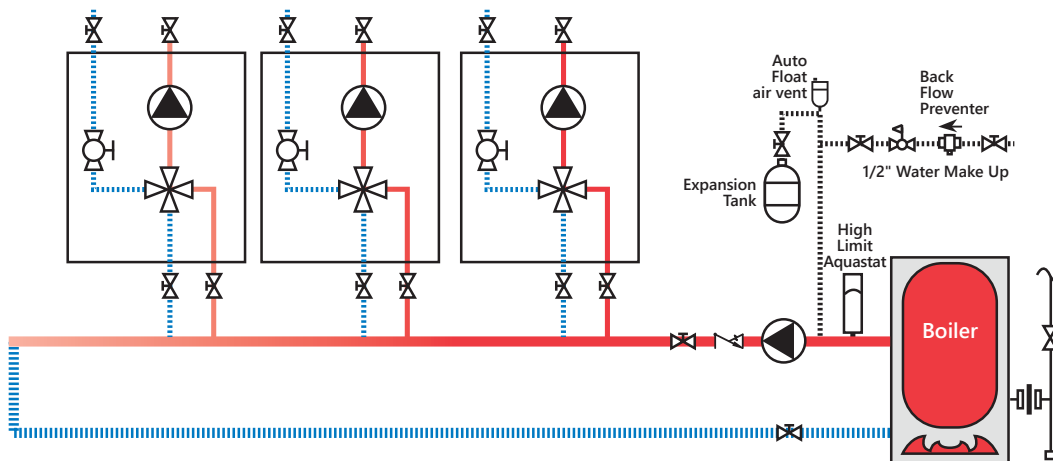 Auto
Float
air vent
Back
Flow
Preventer
1/2" Water Make Up
Expansion
Tank
High
Limit
Aquastat
Boiler